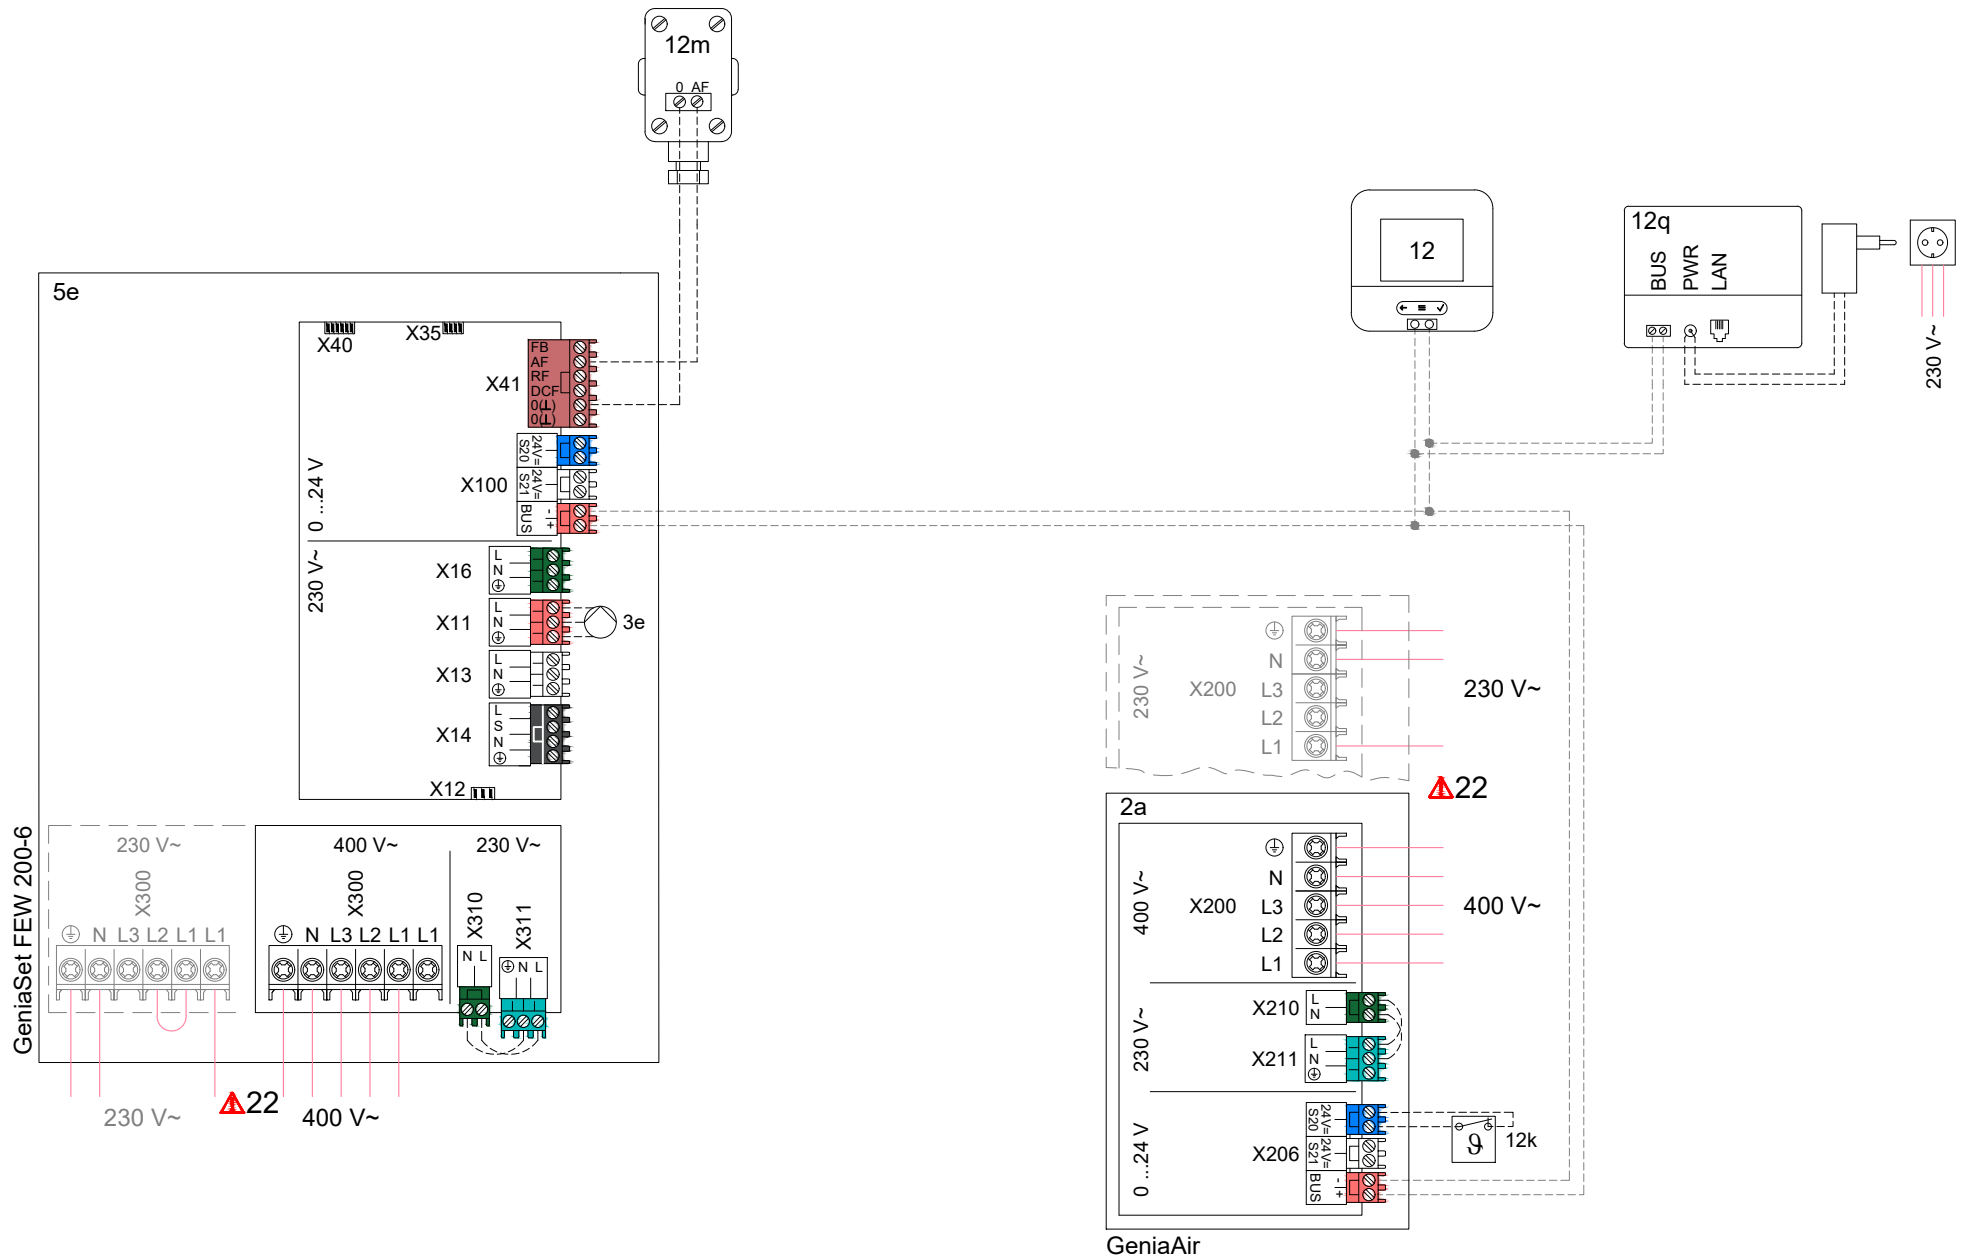 12m
0 AF
12
12q
BUS
PWR
LAN
230 V~
5e
X40
X35
X41
FB
AF
RF
DCF
0(⊥)
0(⊥)
X100
24V=
S20
24V=
S21
BUS
-
+
0 ...24 V
230 V~
X16
L
N
X11
L
N
3e
X13
L
N
X14
L
S
N
X12
GeniaSet FEW 200-6
230 V~
X300
N L3 L2 L1 L1
230 V~
22
400 V~
X300
N L3 L2 L1 L1
400 V~
230 V~
X310
N L
X311
N L
230 V~
X200
N
L3
L2
L1
230 V~
22
2a
400 V~
X200
N
L3
L2
L1
400 V~
230 V~
X210
L
N
X211
L
N
0 ...24 V
X206
24V=
S20
24V=
S21
BUS
-
+
12k
ϑ
GeniaAir